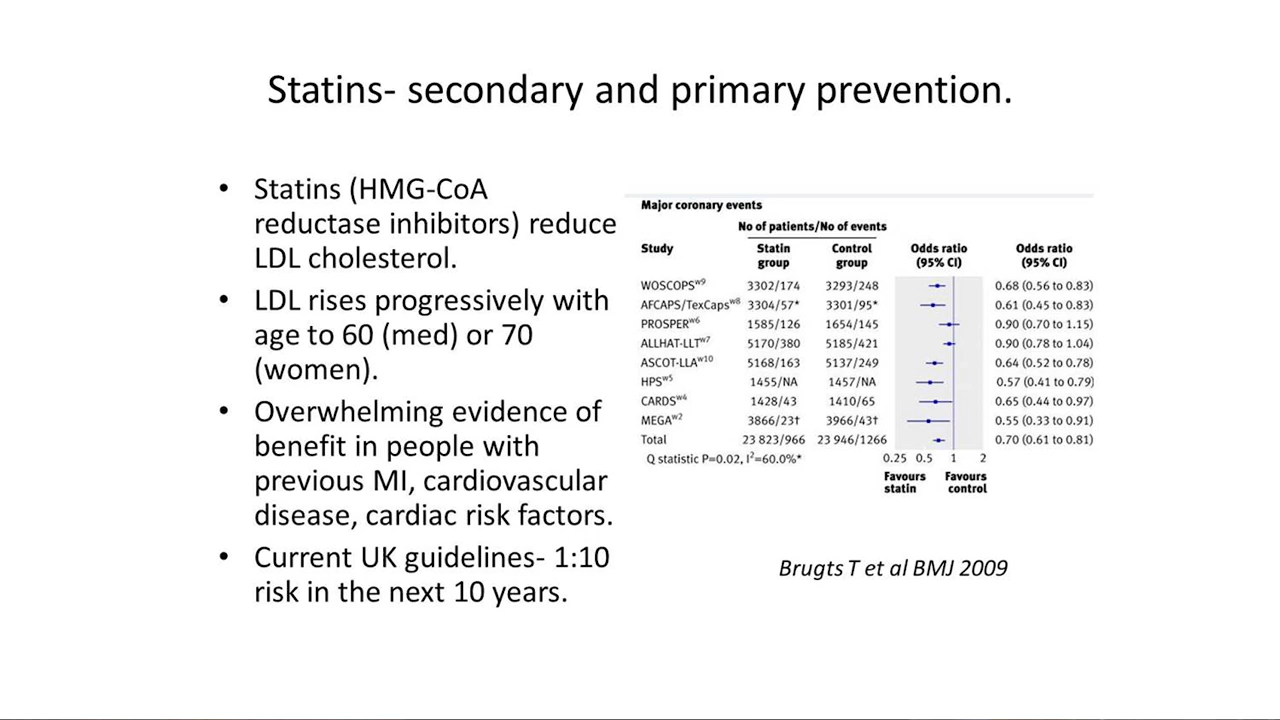 Statins- secondary and primary prevention.
• Statins (HMG-CoA
reductase inhibitors) reduce
LDL cholesterol.
• LDL rises progressively with
age to 60 (med) or 70
(women).
• Overwhelming evidence of
benefit in people with
previous MI, cardiovascular
disease, cardiac risk factors.
• Current UK guidelines- 1:10
risk in the next 10 years.
Major coronary events
No of patients/No of events
Study Statin group Control group Odds ratio (95% CI) Odds ratio (95% CI)
WOSCOPSw9 3302/174 3293/248 0.68 (0.56 to 0.83)
AFCAPS/TexCapsw8 3304/57* 3301/95* 0.61 (0.45 to 0.83)
PROSPERw6 1585/126 1654/145 0.90 (0.70 to 1.15)
ALLHAT-LLTw7 5170/380 5185/421 0.90 (0.78 to 1.04)
ASCOT-LLAw10 5168/163 5137/249 0.64 (0.52 to 0.78)
HPSw5 1455/NA 1457/NA 0.57 (0.41 to 0.79)
CARDSw4 1428/43 1410/65 0.65 (0.44 to 0.97)
MEGAw2 3866/23† 3966/43† 0.55 (0.33 to 0.91)
Total 23 823/966 23 946/1266 0.70 (0.61 to 0.81)
Q statistic P=0.02, I2=60.0%* 0.25 0.5 1 2
Favours statin Favours control
Brugts T et al BMJ 2009